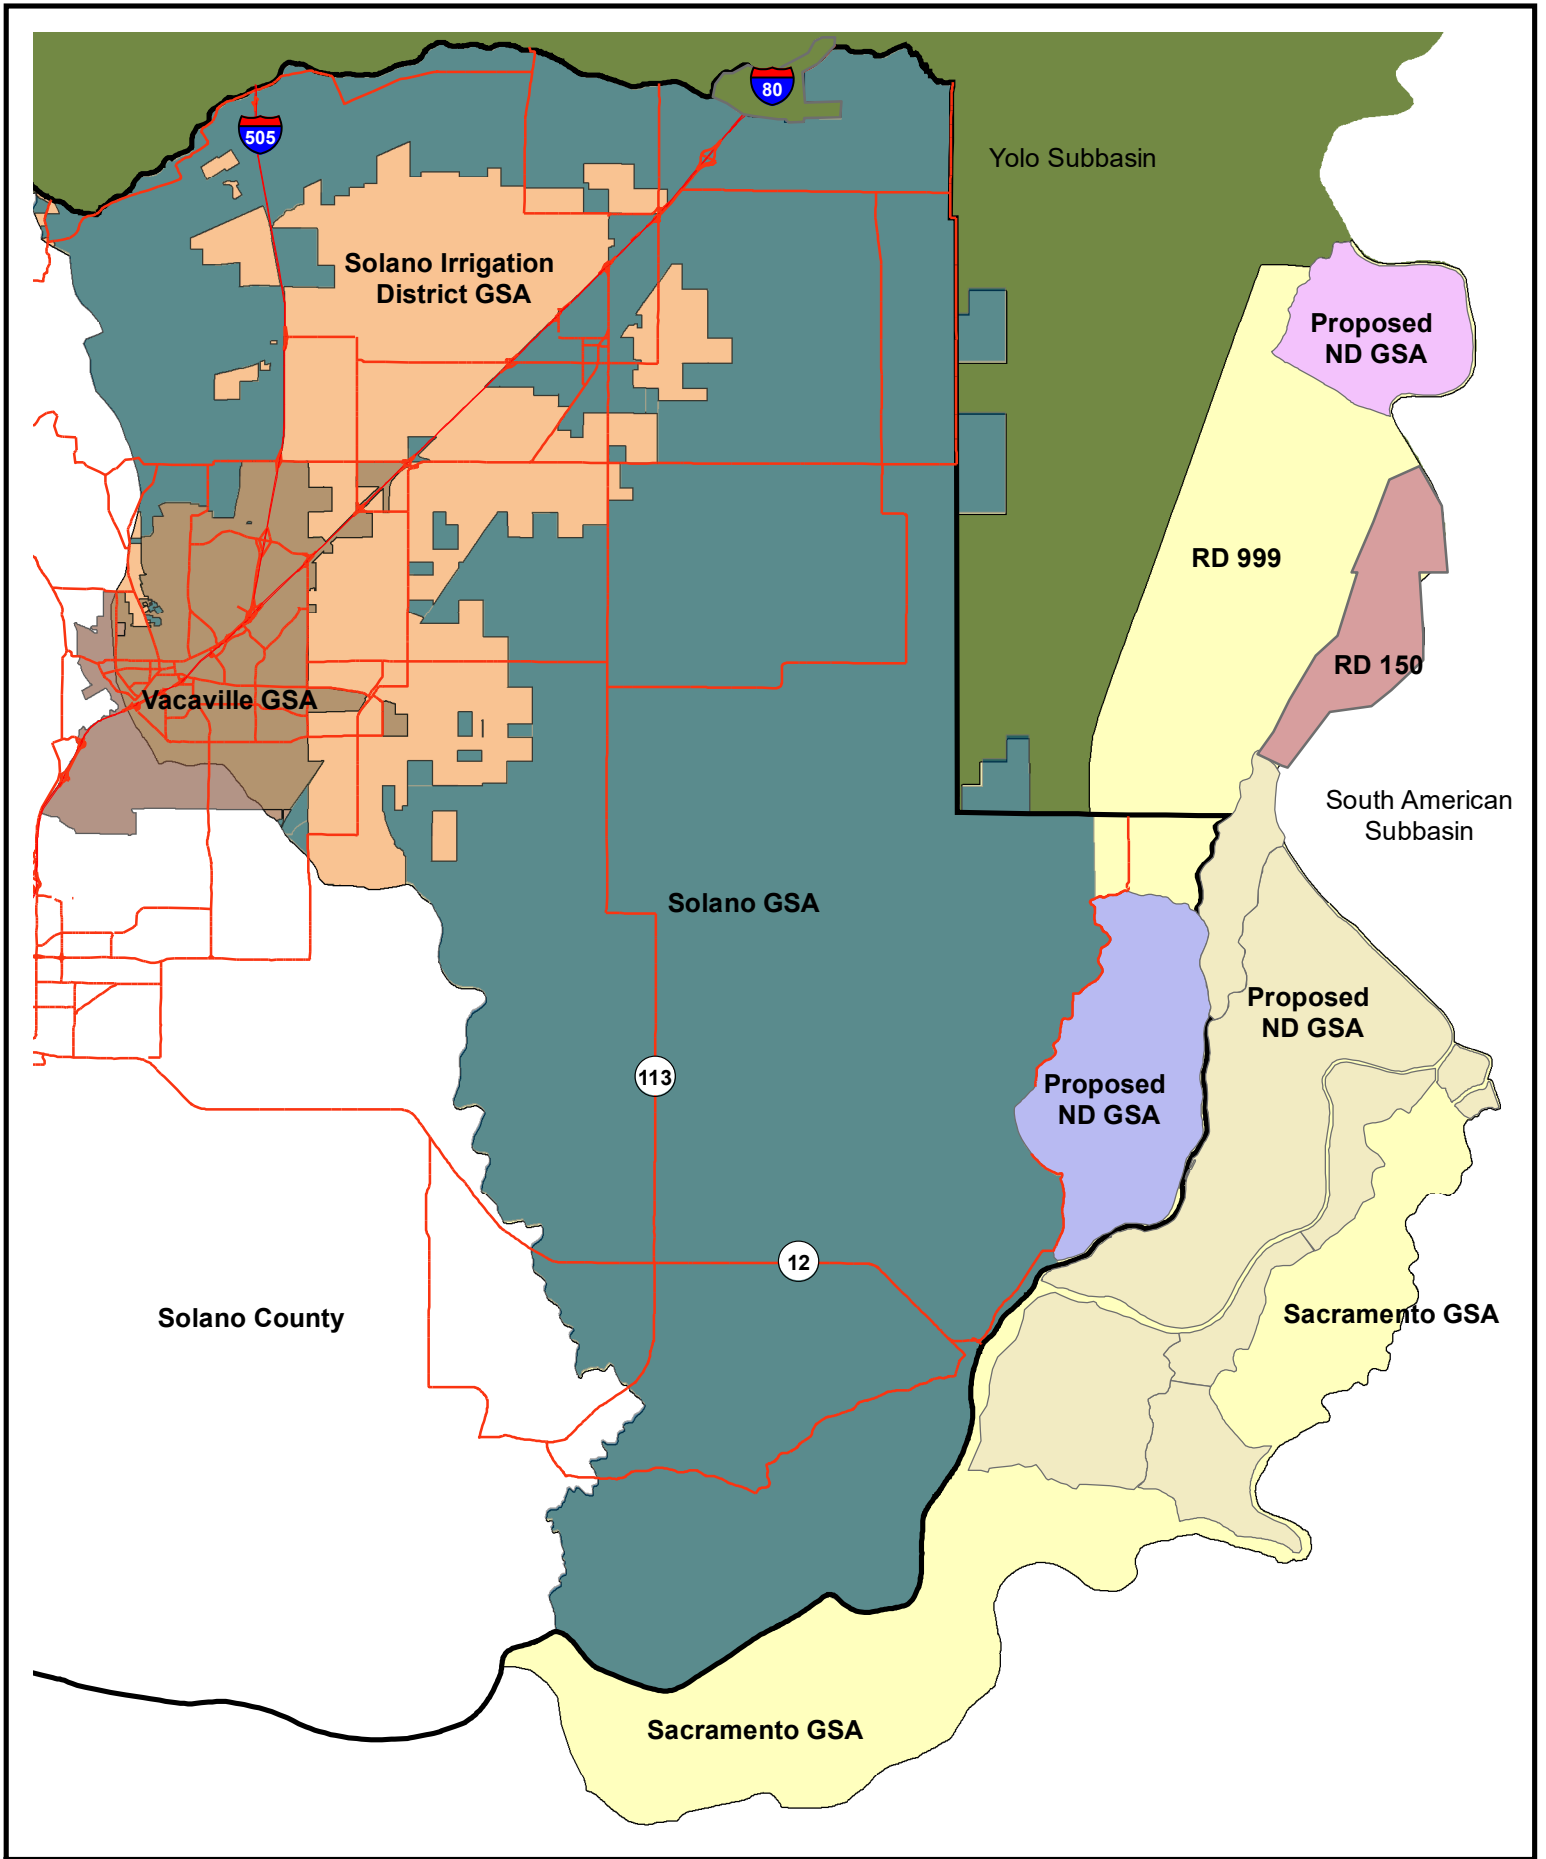 80
505
Yolo Subbasin
Solano Irrigation
District GSA
Proposed
ND GSA
RD 999
RD 150
Vacaville GSA
South American
Subbasin
Solano GSA
Proposed
ND GSA
Proposed
ND GSA
113
12
Solano County
Sacramento GSA
Sacramento GSA